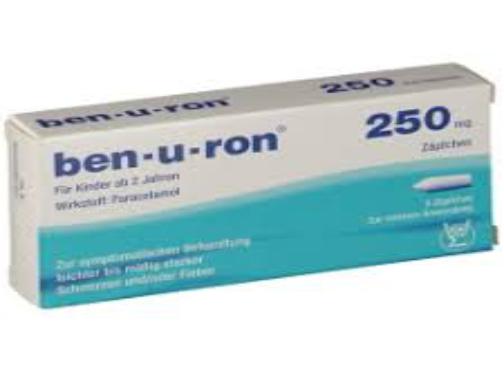 ben-u-ron 250
ben-u-ron® 250 mg
Zäpfchen
Für Kinder ab 2 Jahren
Wirkstoff: Paracetamol
Zäpfchen
Zur symptomatischen Behandlung
leichter bis mäßig starker
Schmerzen und/oder Fieber